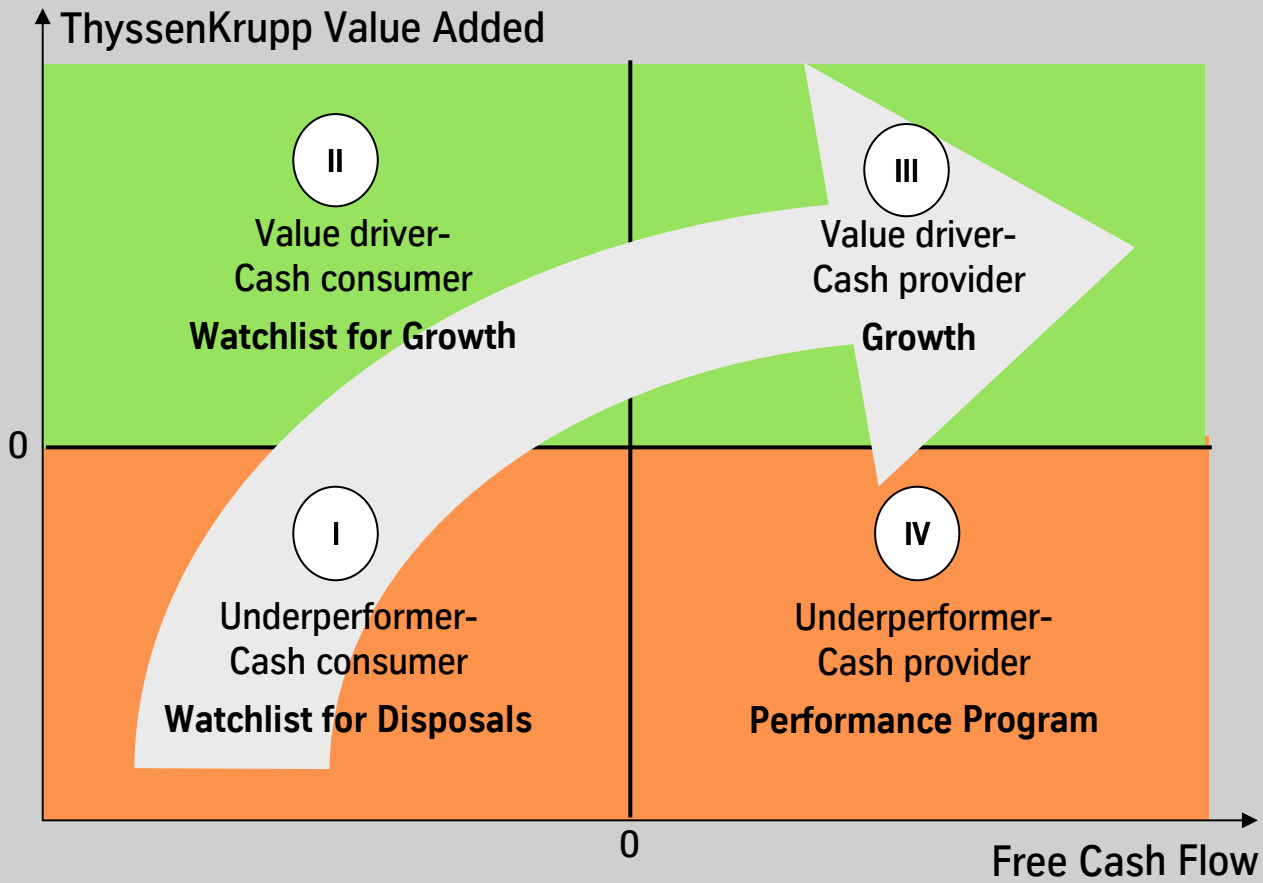 ThyssenKrupp Value Added
II
Value driver-
Cash consumer
Watchlist for Growth
III
Value driver-
Cash provider
Growth
0
I
Underperformer-
Cash consumer
Watchlist for Disposals
IV
Underperformer-
Cash provider
Performance Program
0
Free Cash Flow